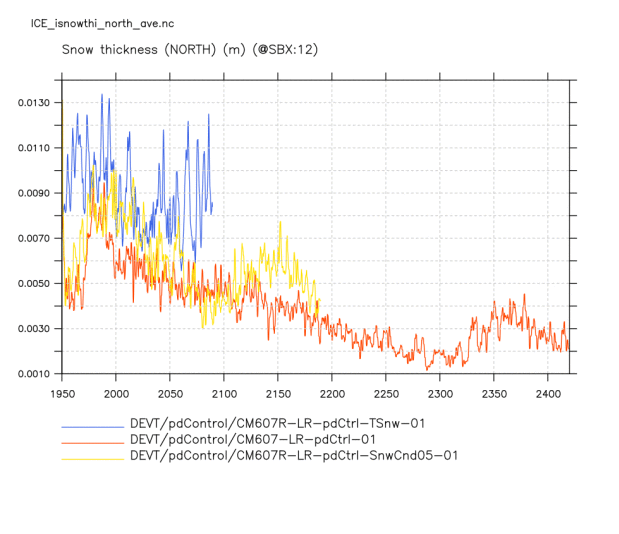 ICE_isnowthi_north_ave.nc
Snow thickness (NORTH) (m) (@SBX:12)
0.0130
0.0110
0.0090
0.0070
0.0050
0.0030
0.0010
1950 2000 2050 2100 2150 2200 2250 2300 2350 2400
DEVT/pdControl/CM607R-LR-pdCtrl-TSnw-01
DEVT/pdControl/CM607-LR-pdCtrl-01
DEVT/pdControl/CM607R-LR-pdCtrl-SnwCnd05-01